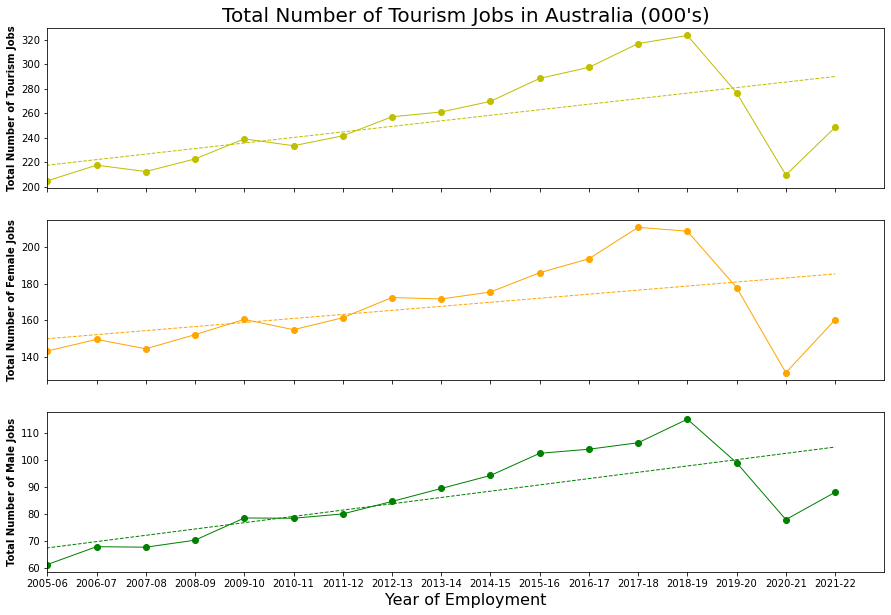 Total Number of Tourism Jobs in Australia (000's)
Total Number of Tourism Jobs
320
300
280
260
240
220
200
Total Number of Female Jobs
200
180
160
140
Total Number of Male Jobs
110
100
90
80
70
60
2005-06 2006-07 2007-08 2008-09 2009-10 2010-11 2011-12 2012-13 2013-14 2014-15 2015-16 2016-17 2017-18 2018-19 2019-20 2020-21 2021-22
Year of Employment